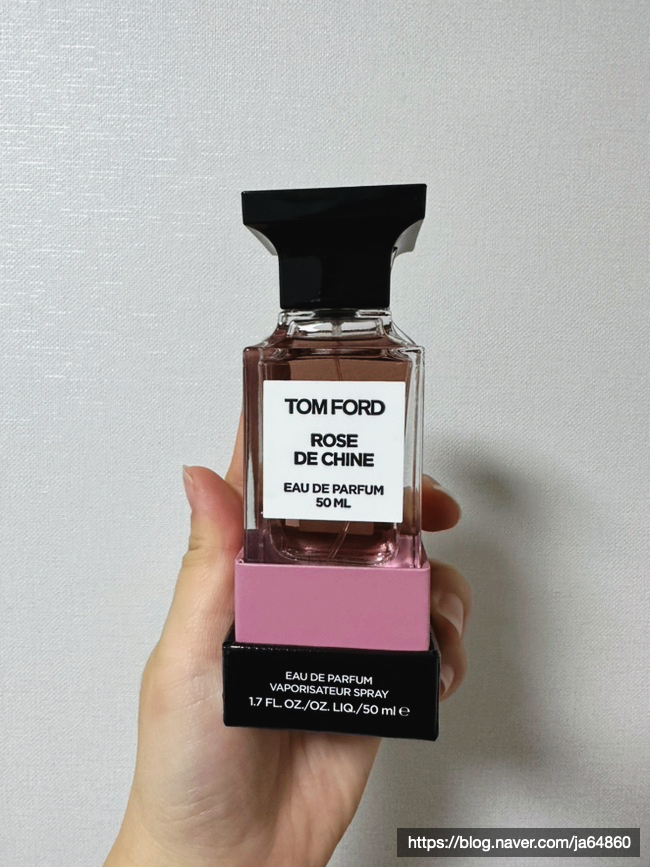 TOM FORD
ROSE
DE CHINE
EAU DE PARFUM
50 ML
EAU DE PARFUM
VAPORISATEUR SPRAY
1.7 FL. OZ./OZ. LIQ./50 ml ℮
https://blog.naver.com/ja64860